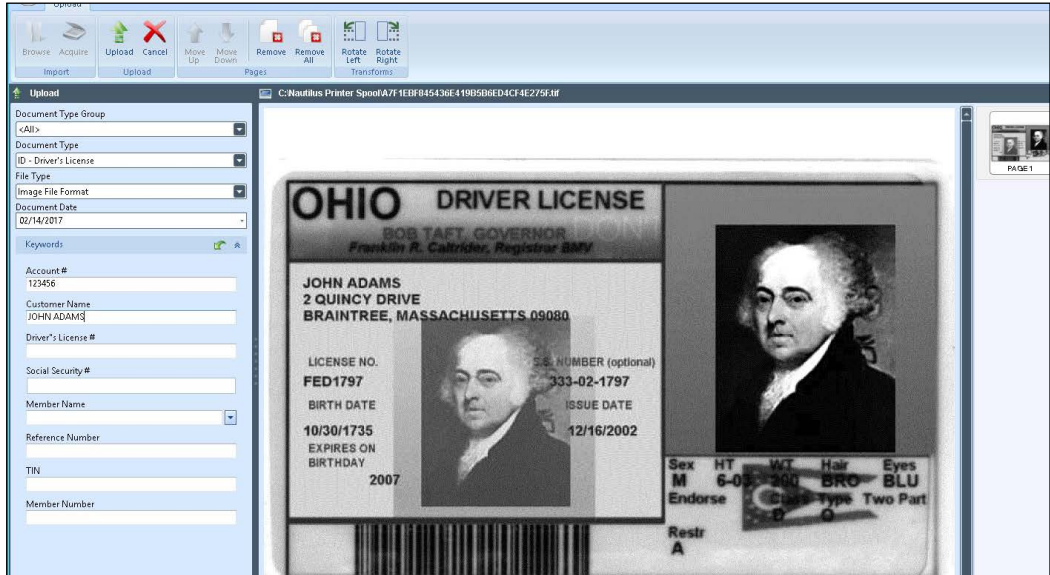 Upload
Browse Acquire Upload Cancel Move Up Move Down Remove Remove All Rotate Left Rotate Right
Import Upload Pages Transforms
Upload
C:\Nautilus Printer Spool\A7F1EBF845436E419B5B6ED4CF4E275F.tif
Document Type Group
<All>
Document Type
ID - Driver's License
File Type
Image File Format
Document Date
02/14/2017
Keywords
Account #
123456
Customer Name
JOHN ADAMS
Driver"s License #
Social Security #
Member Name
Reference Number
TIN
Member Number
OHIO DRIVER LICENSE
BOB TAFT, GOVERNOR
Franklin R. Caltrider, Registrar BMV
JOHN ADAMS
2 QUINCY DRIVE
BRAINTREE, MASSACHUSETTS 09080
LICENSE NO. S.S. NUMBER (optional)
FED1797 333-02-1797
BIRTH DATE ISSUE DATE
10/30/1735 12/16/2002
EXPIRES ON
BIRTHDAY
2007
Sex HT WT Hair Eyes
M 6-03 200 BRO BLU
Endorse Class Type Two Part
D O
Restr
A
PAGE 1